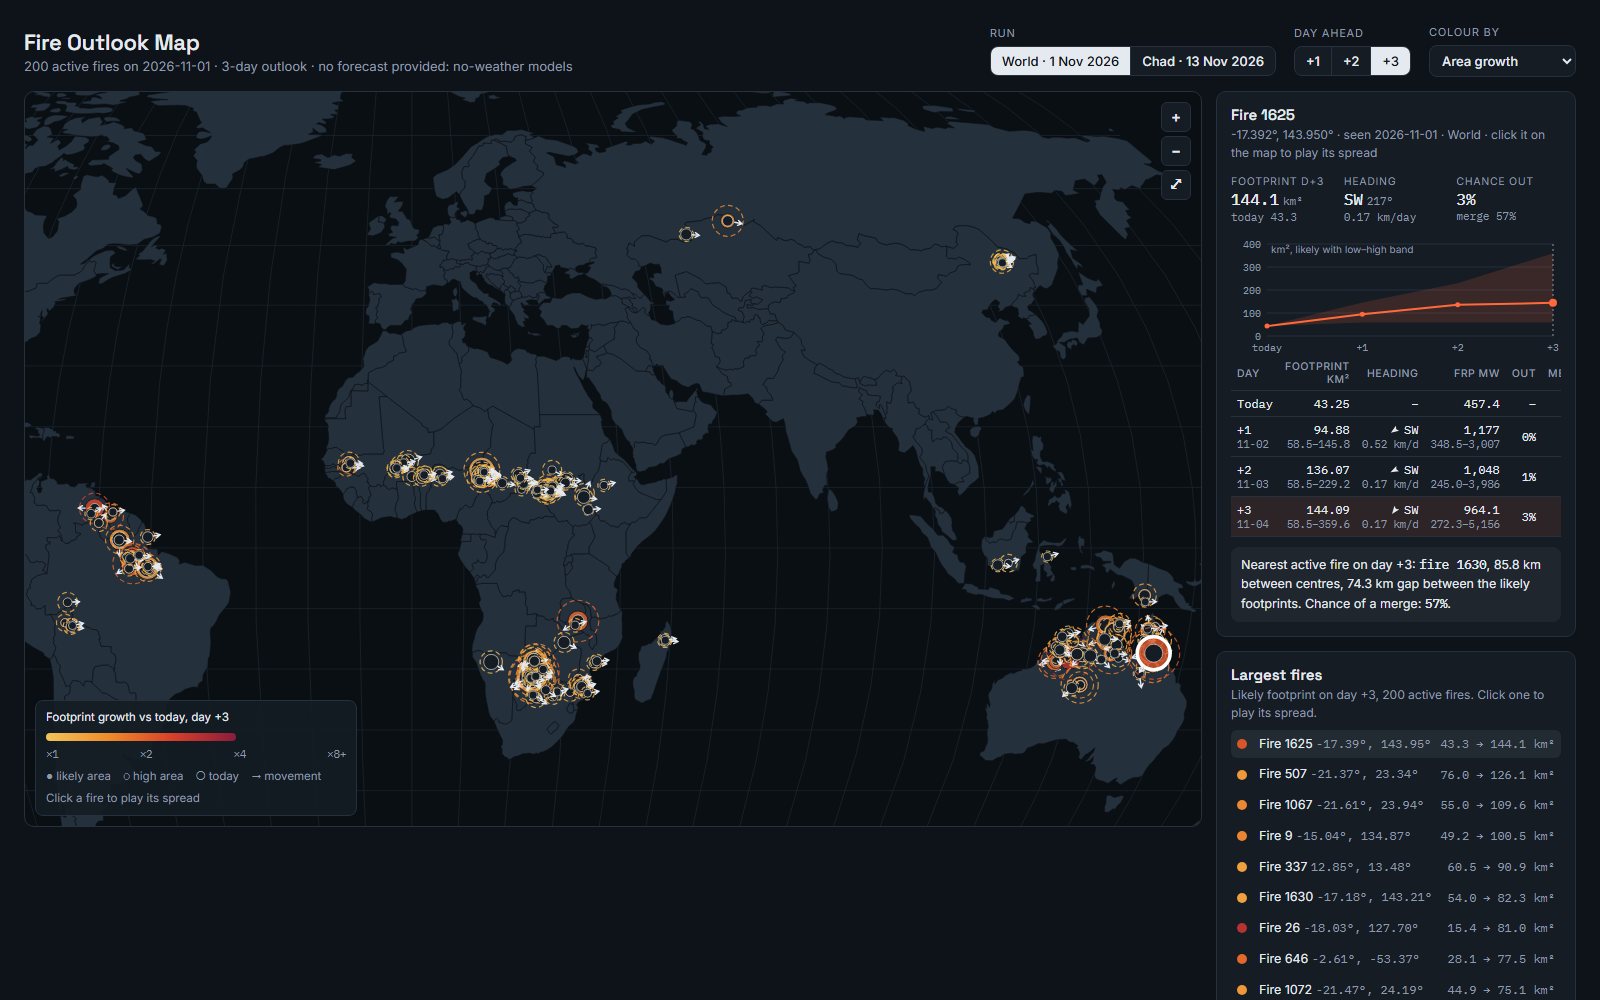 Fire Outlook Map
200 active fires on 2026-11-01 · 3-day outlook · no forecast provided: no-weather models
RUN
World · 1 Nov 2026
Chad · 13 Nov 2026
DAY AHEAD
+1
+2
+3
COLOUR BY
Area growth
+
−
Footprint growth vs today, day +3
×1 ×2 ×4 ×8+
likely area high area today → movement
Click a fire to play its spread
Fire 1625
-17.392°, 143.950° · seen 2026-11-01 · World · click it on
the map to play its spread
FOOTPRINT D+3 HEADING CHANCE OUT
144.1 km² SW 217° 3%
today 43.3 0.17 km/day merge 57%
km², likely with low–high band
400
300
200
100
0
today +1 +2 +3
DAY FOOTPRINT KM² HEADING FRP MW OUT ME
Today 43.25 – 457.4 –
+1 94.88 SW 1,177 0%
11-02 58.5–145.8 0.52 km/d 348.5–3,007
+2 136.07 SW 1,048 1%
11-03 58.5–229.2 0.17 km/d 245.0–3,986
+3 144.09 SW 964.1 3%
11-04 58.5–359.6 0.17 km/d 272.3–5,156
Nearest active fire on day +3: fire 1630, 85.8 km
between centres, 74.3 km gap between the likely
footprints. Chance of a merge: 57%.
Largest fires
Likely footprint on day +3, 200 active fires. Click one to
play its spread.
Fire 1625 -17.39°, 143.95° 43.3 → 144.1 km²
Fire 507 -21.37°, 23.34° 76.0 → 126.1 km²
Fire 1067 -21.61°, 23.94° 55.0 → 109.6 km²
Fire 9 -15.04°, 134.87° 49.2 → 100.5 km²
Fire 337 12.85°, 13.48° 60.5 → 90.9 km²
Fire 1630 -17.18°, 143.21° 54.0 → 82.3 km²
Fire 26 -18.03°, 127.70° 15.4 → 81.0 km²
Fire 646 -2.61°, -53.37° 28.1 → 77.5 km²
Fire 1072 -21.47°, 24.19° 44.9 → 75.1 km²